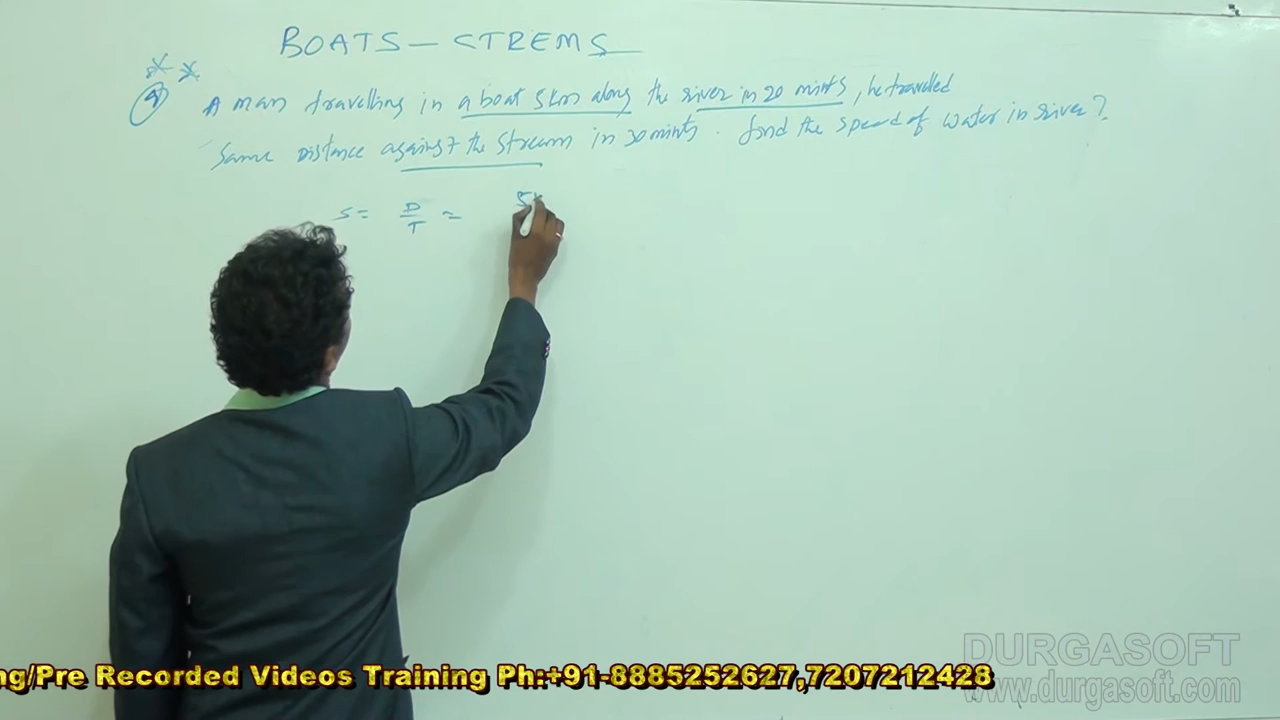 BOATS - STREMS
A man travelling in a boat 5km along the river in 20 mints, he travelled
same Distance against the stream in 30 mints. find the speed of water in river?
S = D/T =
5k
DURGASOFT
www.durgasoft.com
ng/Pre Recorded Videos Training Ph:+91-8885252627,7207212428